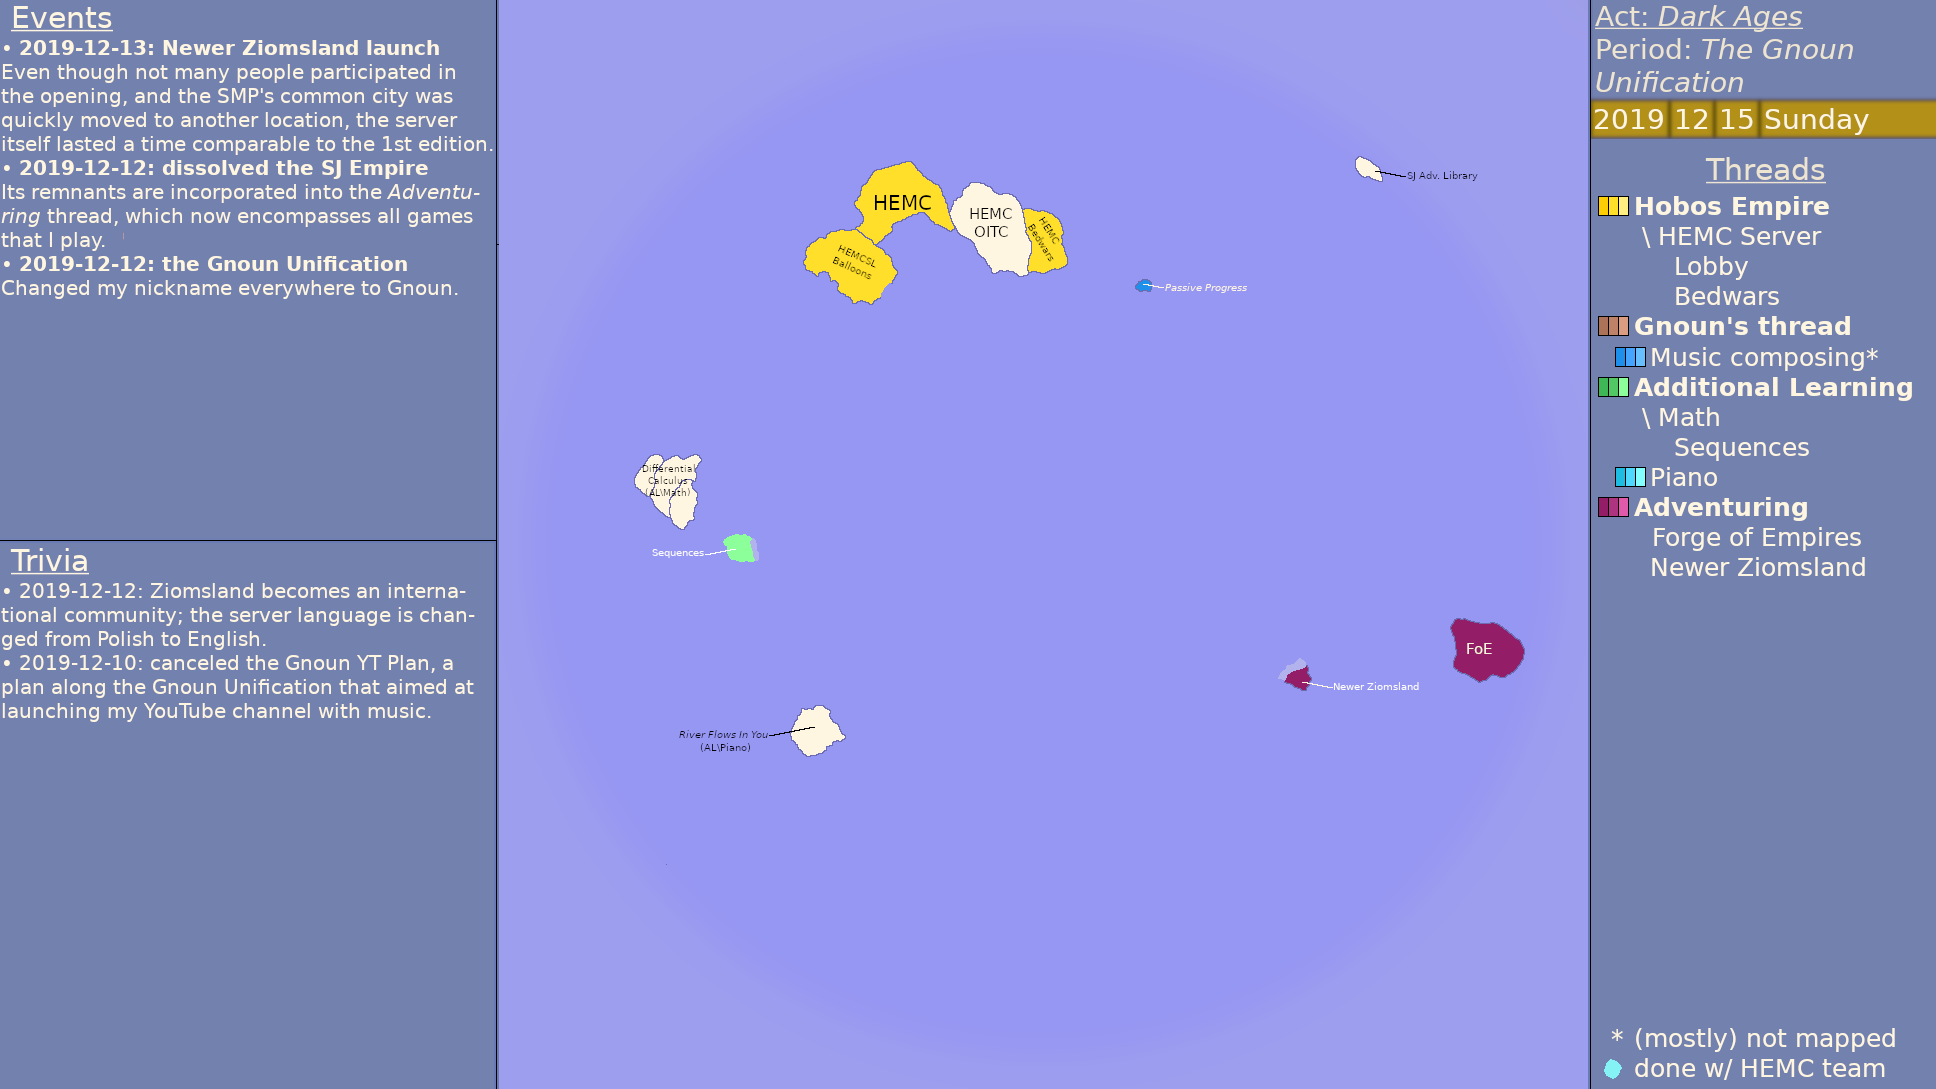 Events
• 2019-12-13: Newer Ziomsland launch
Even though not many people participated in
the opening, and the SMP's common city was
quickly moved to another location, the server
itself lasted a time comparable to the 1st edition.
• 2019-12-12: dissolved the SJ Empire
Its remnants are incorporated into the Adventu-
ring thread, which now encompasses all games
that I play.
• 2019-12-12: the Gnoun Unification
Changed my nickname everywhere to Gnoun.
Trivia
• 2019-12-12: Ziomsland becomes an interna-
tional community; the server language is chan-
ged from Polish to English.
• 2019-12-10: canceled the Gnoun YT Plan, a
plan along the Gnoun Unification that aimed at
launching my YouTube channel with music.
HEMC
HEMCSL
Balloons
HEMC
OITC
HEMC
Bedwars
SJ Adv. Library
Passive Progress
Differential
Calculus
(AL\Math)
Sequences
FoE
Newer Ziomsland
River Flows In You
(AL\Piano)
Act: Dark Ages
Period: The Gnoun
Unification
2019 12 15 Sunday
Threads
Hobos Empire
\ HEMC Server
Lobby
Bedwars
Gnoun's thread
Music composing*
Additional Learning
\ Math
Sequences
Piano
Adventuring
Forge of Empires
Newer Ziomsland
* (mostly) not mapped
done w/ HEMC team